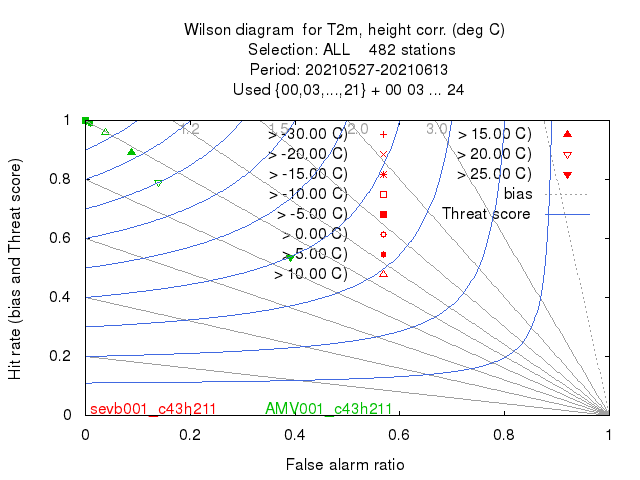 Wilson diagram for T2m, height corr. (deg C)
Selection: ALL 482 stations
Period: 20210527-20210613
Used {00,03,...,21} + 00 03 ... 24
Hit rate (bias and Threat score)
1
0.8
0.6
0.4
0.2
0
1.2
1.5
2.0
3.0
> -30.00 C)
> -20.00 C)
> -15.00 C)
> -10.00 C)
> -5.00 C)
> 0.00 C)
> 5.00 C)
> 10.00 C)
> 15.00 C)
> 20.00 C)
> 25.00 C)
bias
Threat score
sevb001_c43h211
AMV001_c43h211
0 0.2 0.4 0.6 0.8 1
False alarm ratio